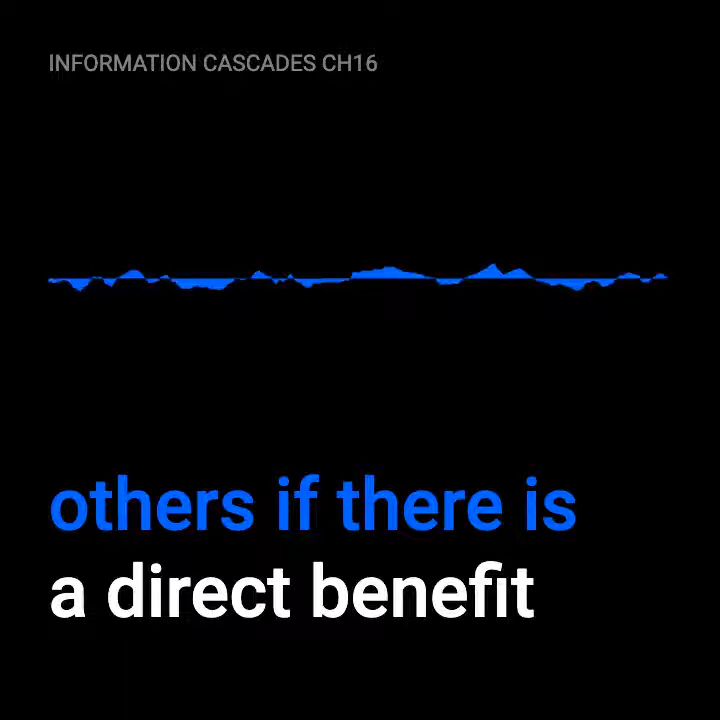 INFORMATION CASCADES CH16
others if there is
a direct benefit